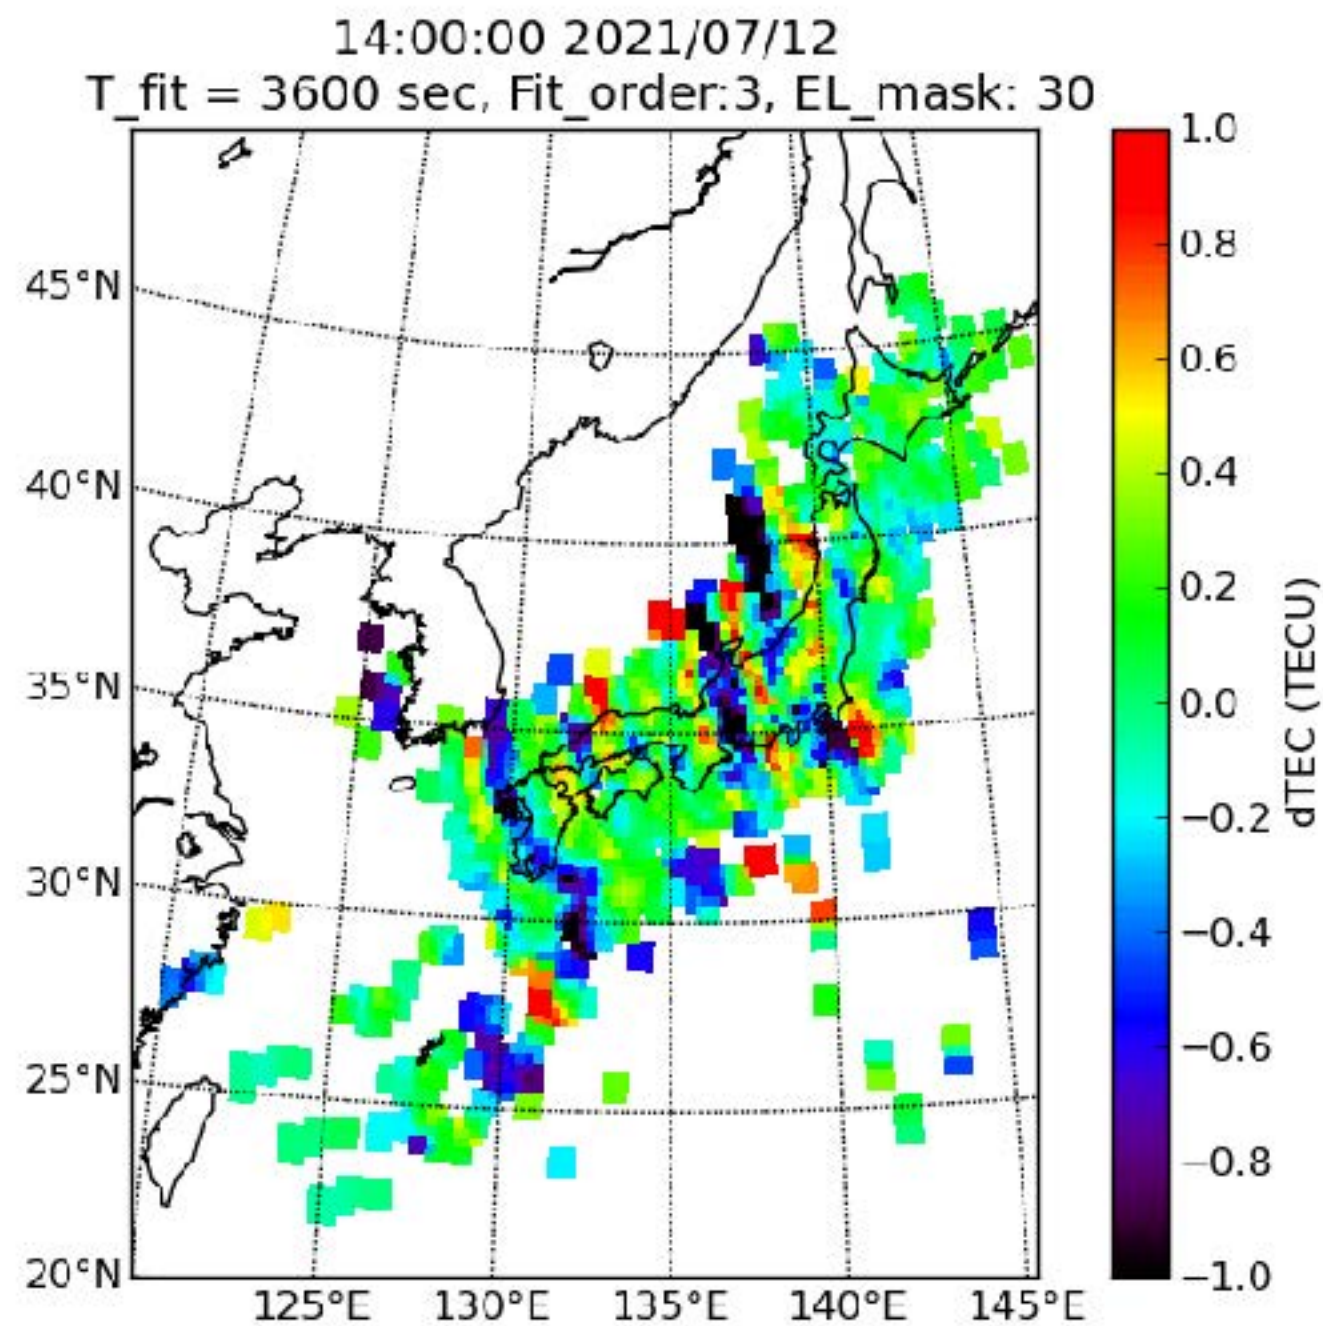 14:00:00 2021/07/12
T_fit = 3600 sec, Fit_order:3, EL_mask: 30
45°N
40°N
35°N
30°N
25°N
20°N
125°E 130°E 135°E 140°E 145°E
1.0
0.8
0.6
0.4
0.2
0.0
−0.2
−0.4
−0.6
−0.8
−1.0
dTEC (TECU)